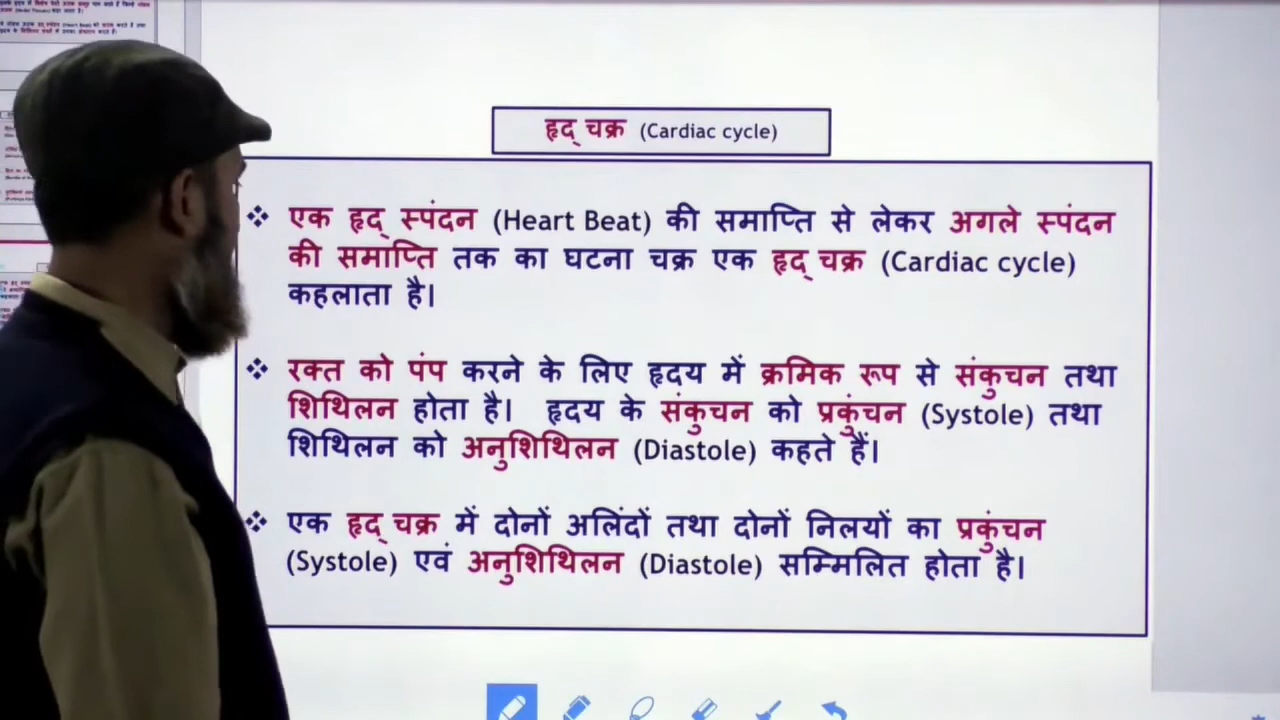 हृद् चक्र (Cardiac cycle)
❖ एक हृद् स्पंदन (Heart Beat) की समाप्ति से लेकर अगले स्पंदन
की समाप्ति तक का घटना चक्र एक हृद् चक्र (Cardiac cycle)
कहलाता है।
❖ रक्त को पंप करने के लिए हृदय में क्रमिक रूप से संकुचन तथा
शिथिलन होता है। हृदय के संकुचन को प्रकुंचन (Systole) तथा
शिथिलन को अनुशिथिलन (Diastole) कहते हैं।
❖ एक हृद् चक्र में दोनों अलिंदों तथा दोनों निलयों का प्रकुंचन
(Systole) एवं अनुशिथिलन (Diastole) सम्मिलित होता है।